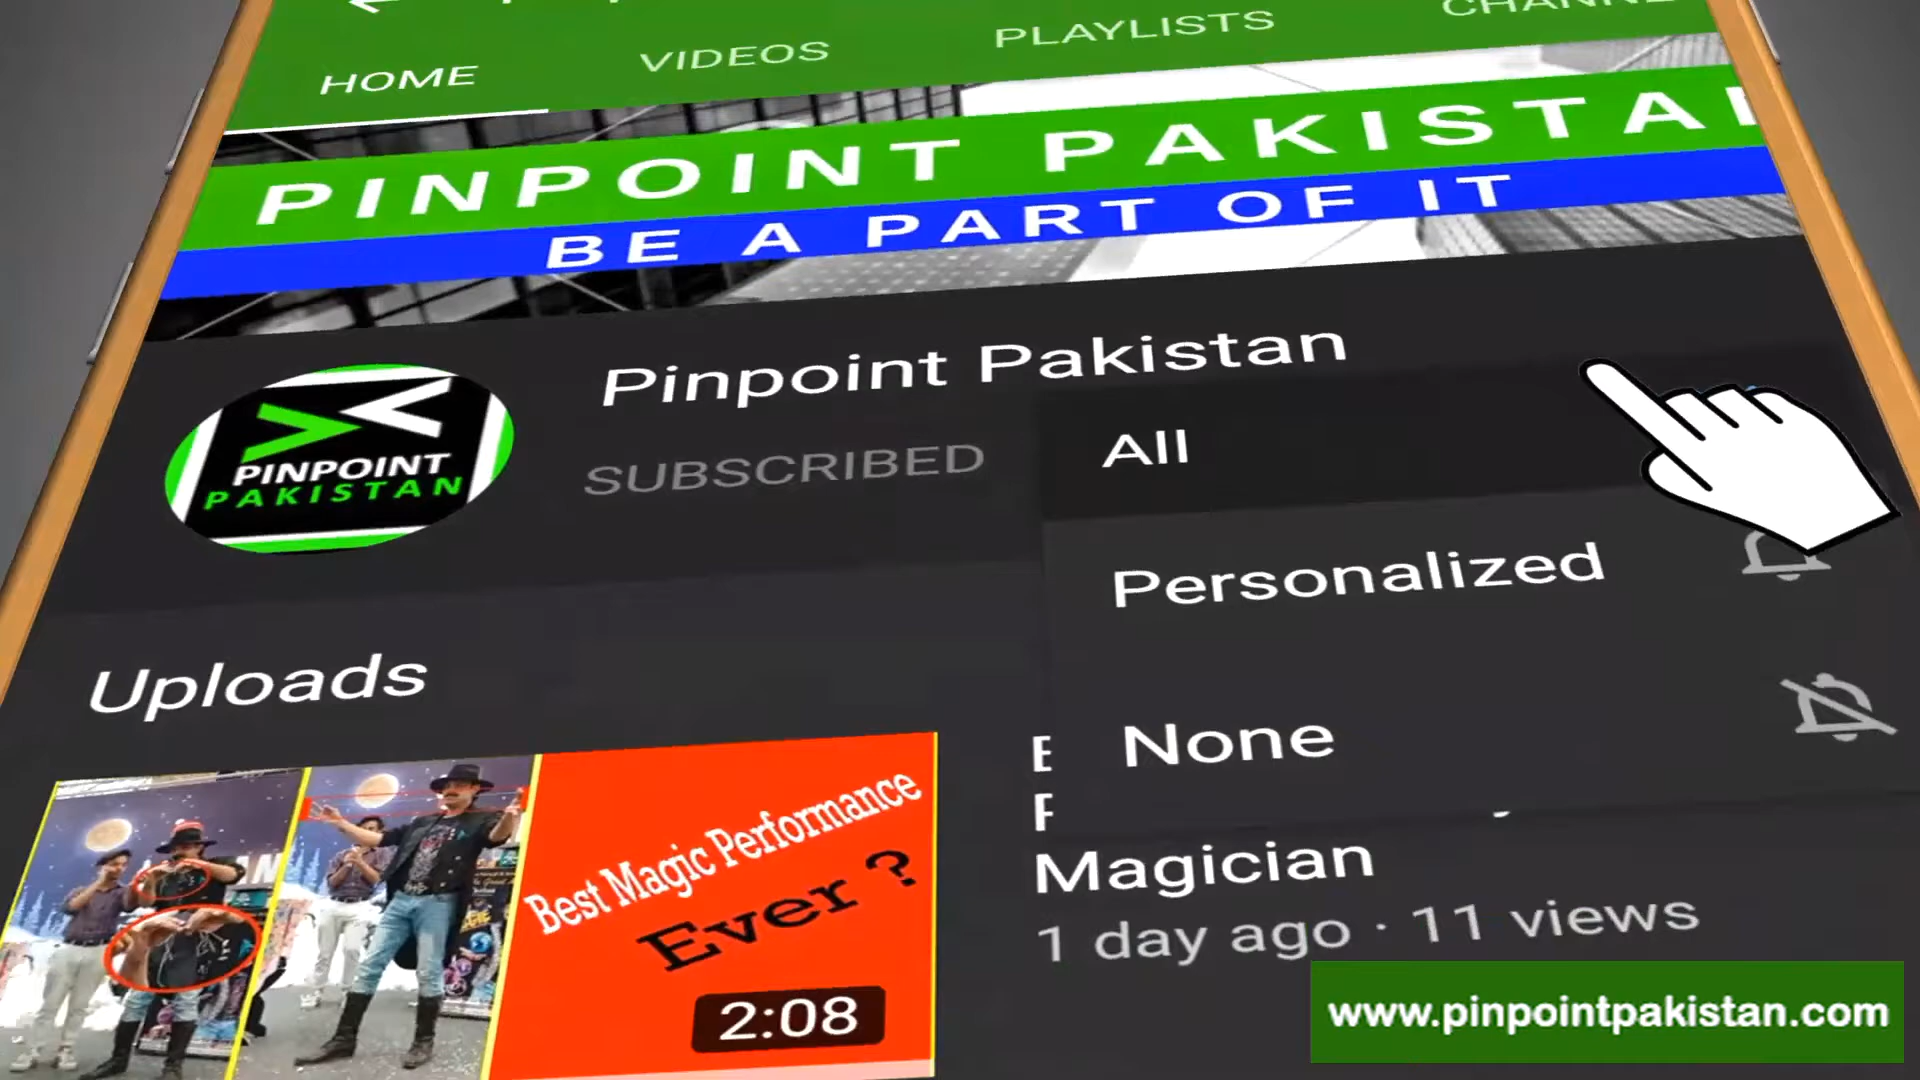 HOME
VIDEOS
PLAYLISTS
PINPOINT PAKISTA
BE A PART OF IT
Pinpoint Pakistan
SUBSCRIBED
PINPOINT
PAKISTAN
All
Personalized
None
Uploads
Best Magic Performance
Ever ?
2:08
E
F
Magician
1 day ago · 11 views
www.pinpointpakistan.com